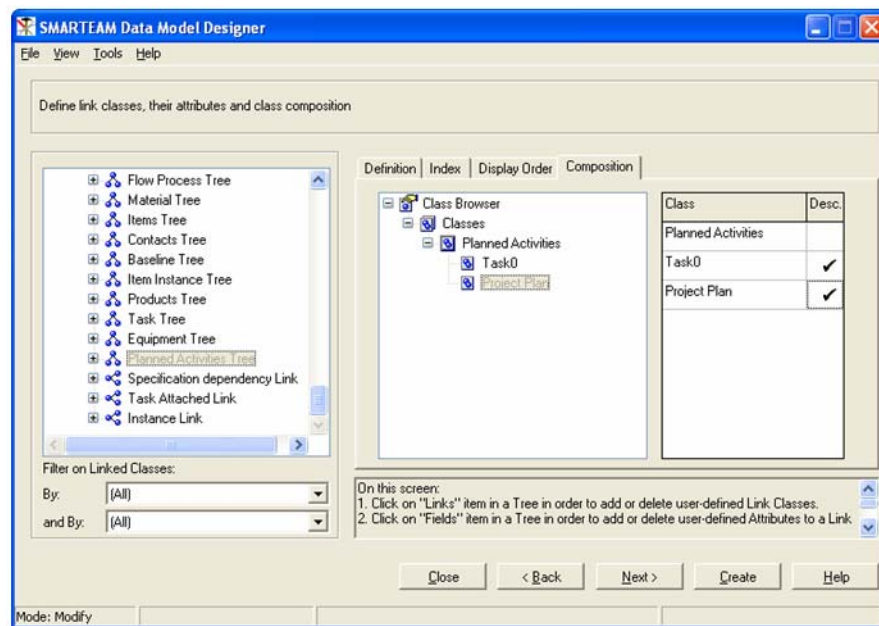 SMARTEAM Data Model Designer
File View Tools Help
Define link classes, their attributes and class composition
Flow Process Tree
Material Tree
Items Tree
Contacts Tree
Baseline Tree
Item Instance Tree
Products Tree
Task Tree
Equipment Tree
Planned Activities Tree
Specification dependency Link
Task Attached Link
Instance Link
Filter on Linked Classes:
By: (All)
and By: (All)
Definition Index Display Order Composition
Class Browser
Classes
Planned Activities
Task0
Project Plan
Class Desc.
Planned Activities
Task0 ✓
Project Plan ✓
On this screen:
1. Click on "Links" item in a Tree in order to add or delete user-defined Link Classes.
2. Click on "Fields" item in a Tree in order to add or delete user-defined Attributes to a Link
Close < Back Next > Create Help
Mode: Modify